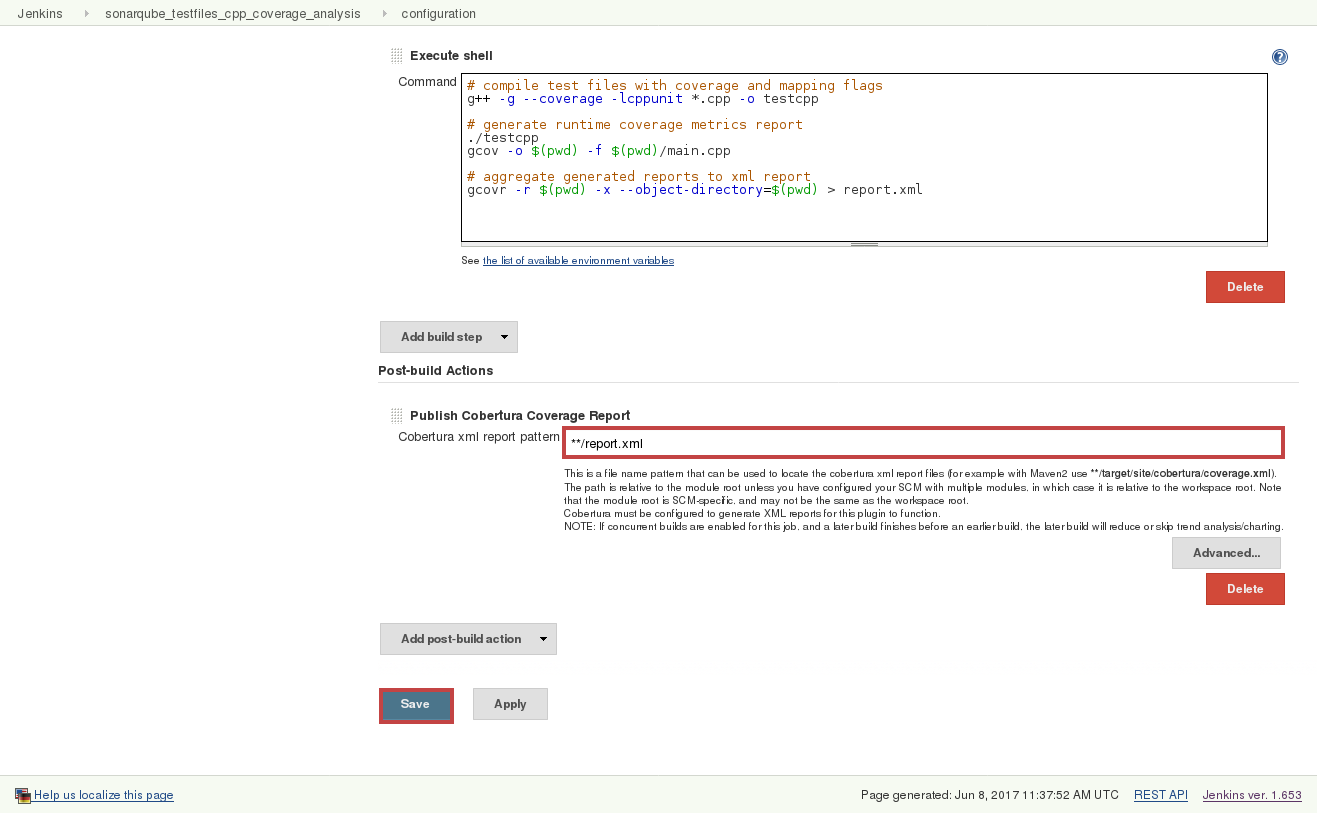 Jenkins sonarqube_testfiles_cpp_coverage_analysis configuration
Execute shell
?
Command
# compile test files with coverage and mapping flags
g++ -g --coverage -lcppunit *.cpp -o testcpp
# generate runtime coverage metrics report
./testcpp
gcov -o $(pwd) -f $(pwd)/main.cpp
# aggregate generated reports to xml report
gcovr -r $(pwd) -x --object-directory=$(pwd) > report.xml
See the list of available environment variables
Delete
Add build step
Post-build Actions
Publish Cobertura Coverage Report
Cobertura xml report pattern **/report.xml
This is a file name pattern that can be used to locate the cobertura xml report files (for example with Maven2 use **/target/site/cobertura/coverage.xml).
The path is relative to the module root unless you have configured your SCM with multiple modules, in which case it is relative to the workspace root. Note
that the module root is SCM-specific, and may not be the same as the workspace root.
Cobertura must be configured to generate XML reports for this plugin to function.
NOTE: If concurrent builds are enabled for this job, and a later build finishes before an earlier build, the later build will reduce or skip trend analysis/charting.
Advanced...
Delete
Add post-build action
Save Apply
Help us localize this page Page generated: Jun 8, 2017 11:37:52 AM UTC REST API Jenkins ver. 1.653